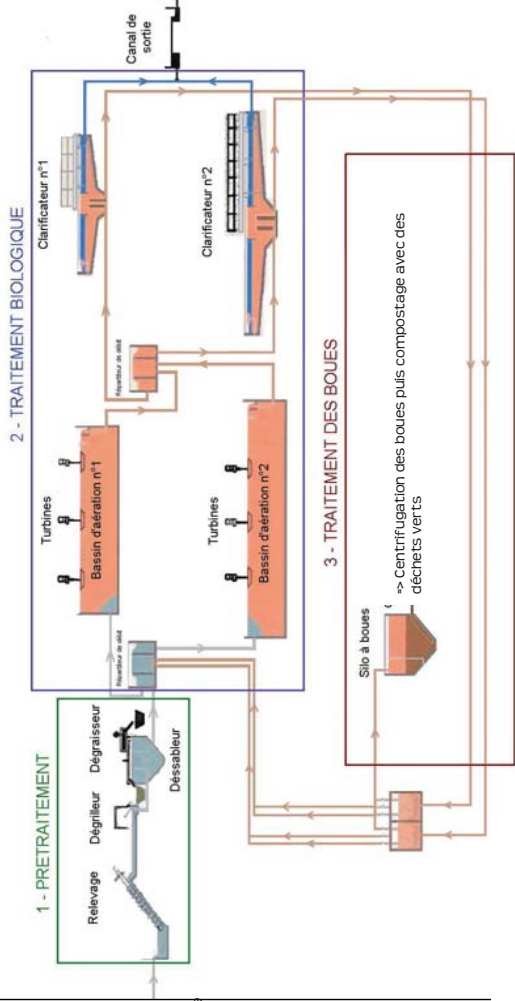 1 - PRETRAITEMENT
Relevage
Dégrilleur
Dégraisseur
Déssableur
2 - TRAITEMENT BIOLOGIQUE
Répartiteur de débit
Turbines
Bassin d'aération n°1
Turbines
Bassin d'aération n°2
Répartiteur de débit
Clarificateur n°1
Clarificateur n°2
Canal de
sortie
3 - TRAITEMENT DES BOUES
Silo à boues
=> Centrifugation des boues puis compostage avec des
déchets verts